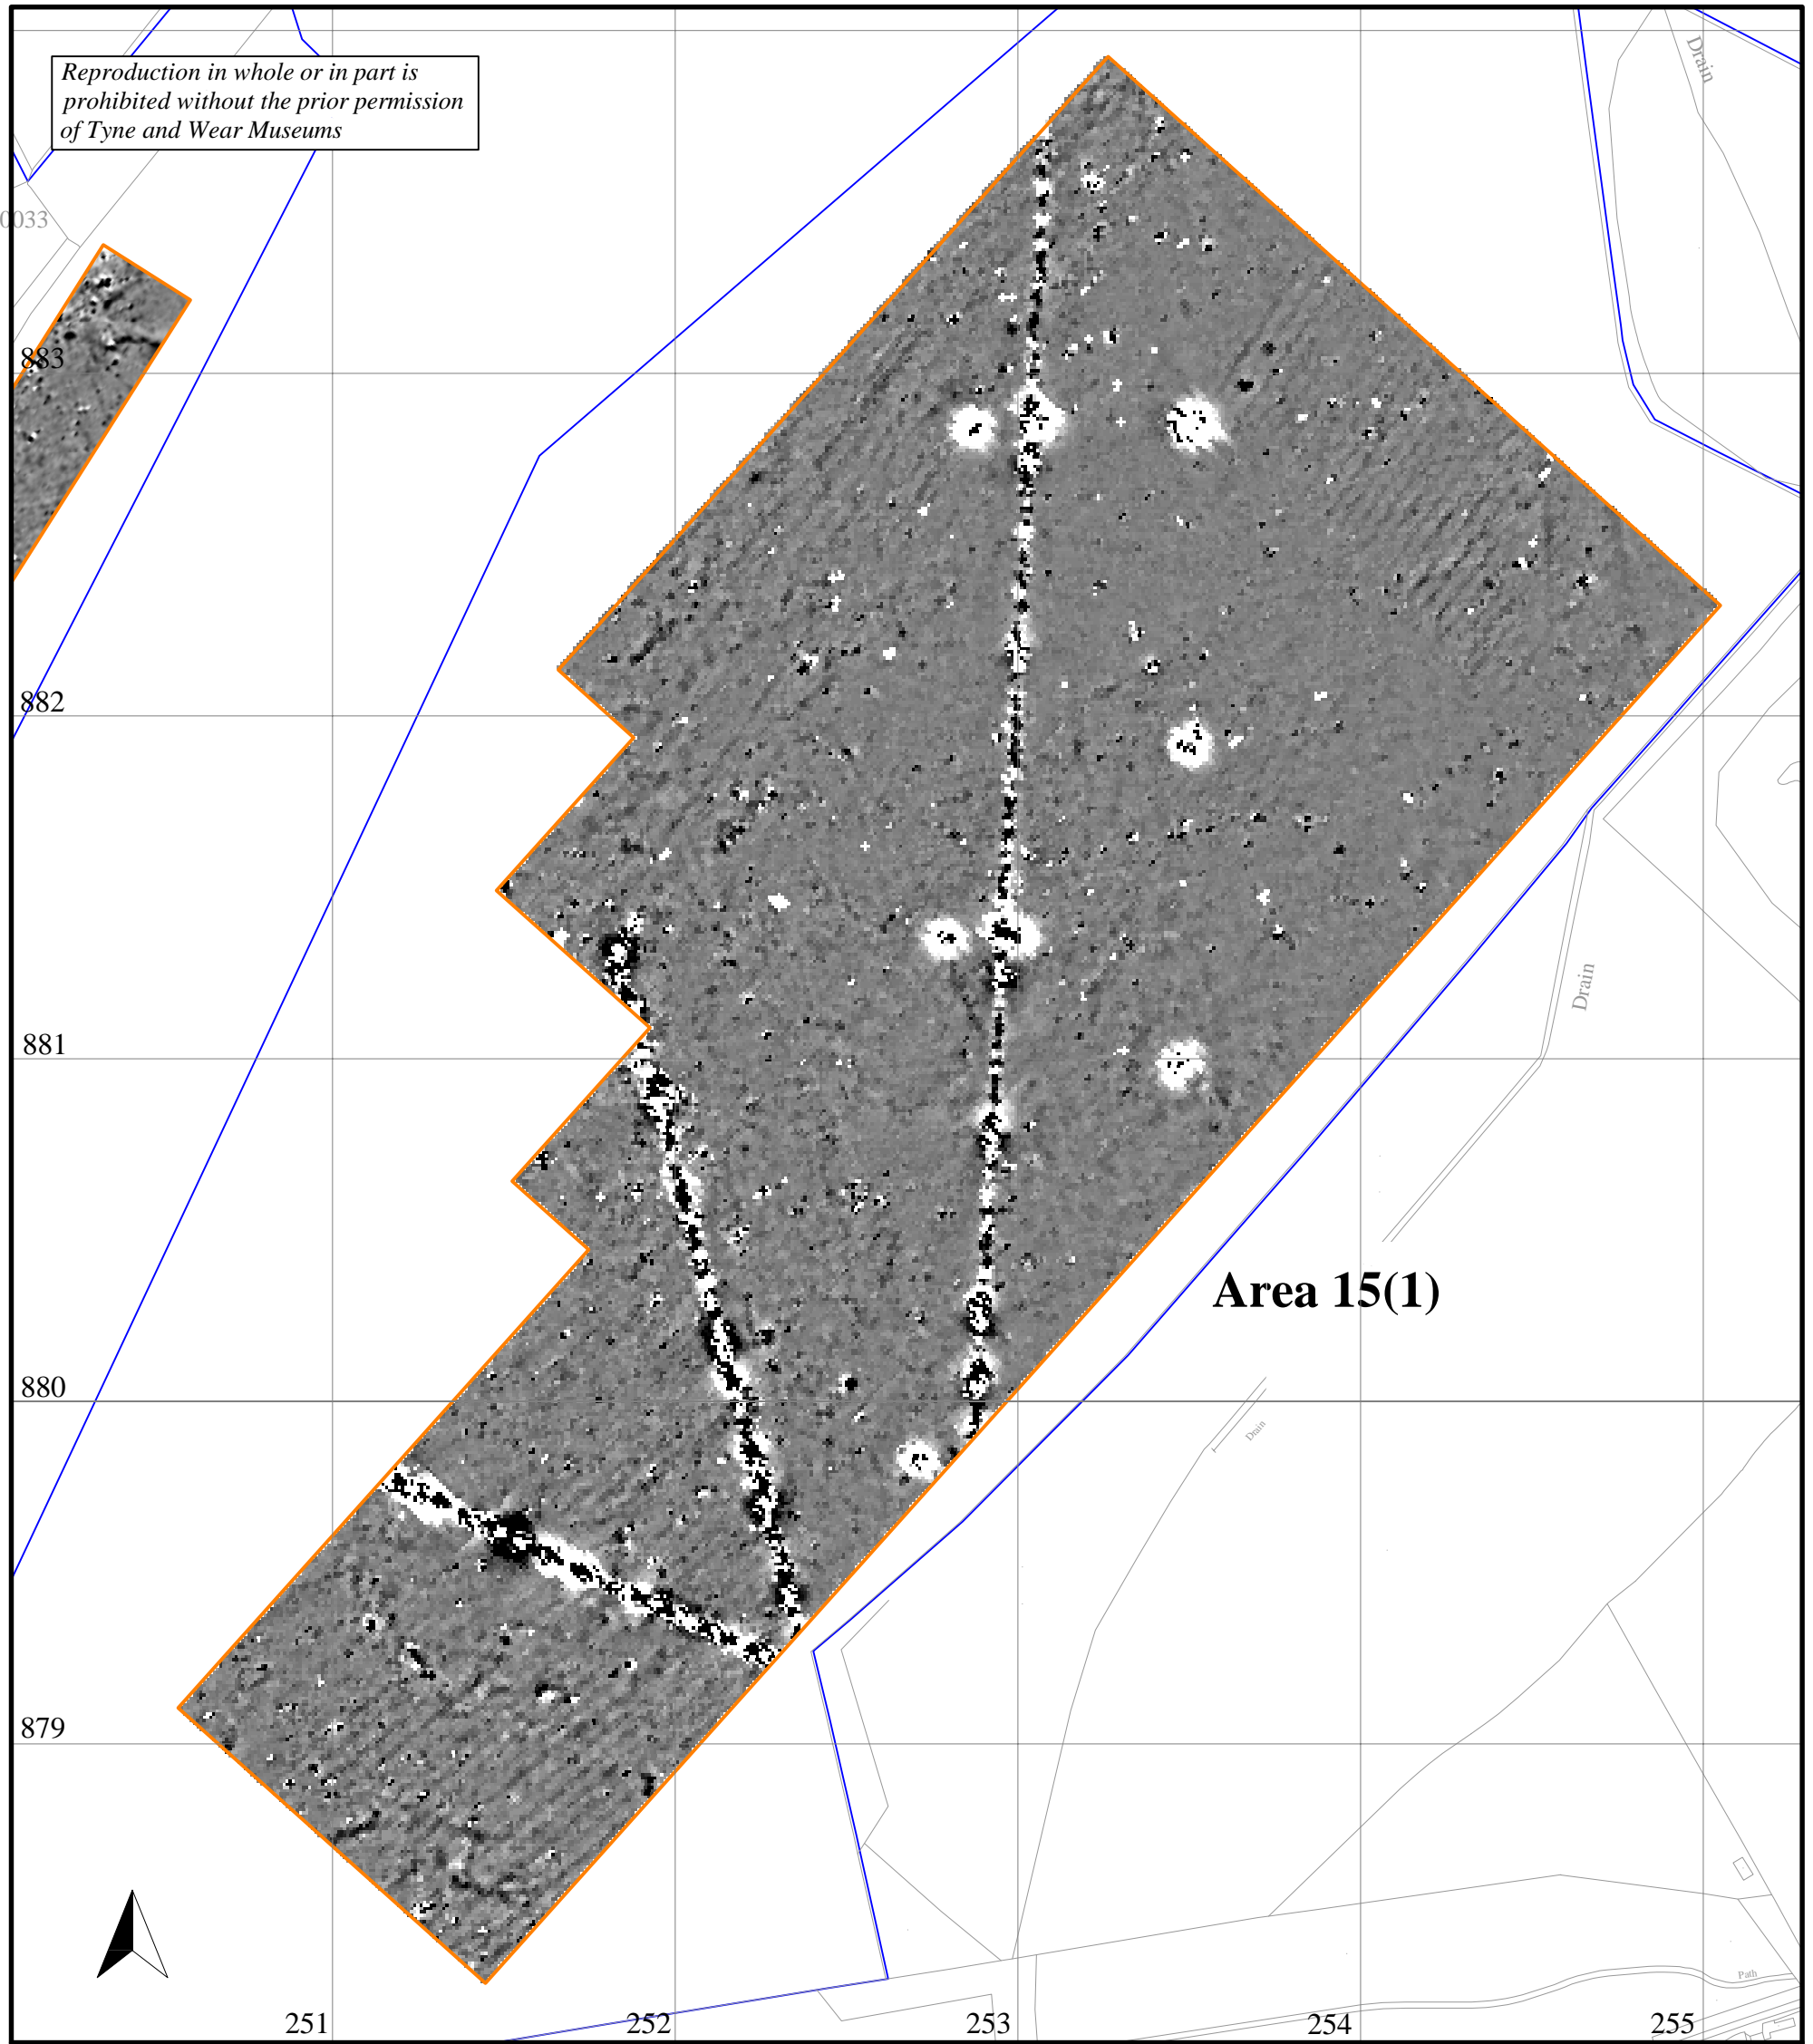 Reproduction in whole or in part is
prohibited without the prior permission
of Tyne and Wear Museums
Drain
0033
883
882
881
Drain
Area 15(1)
880
Drain
879
Path
251
252
253
254
255